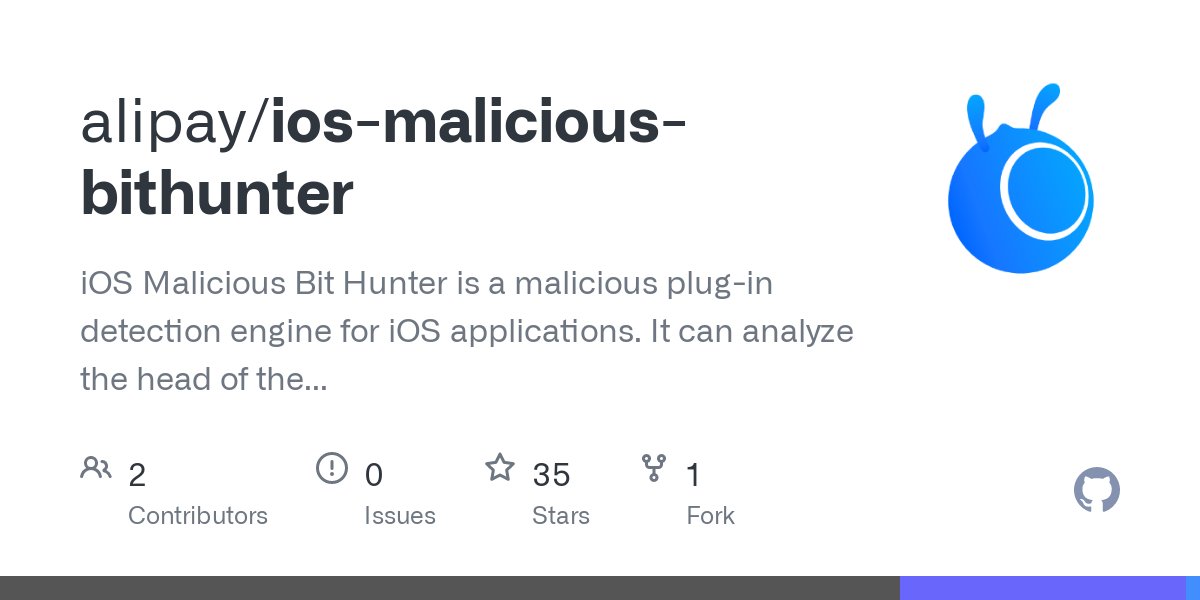 alipay/ios-malicious-
bithunter
iOS Malicious Bit Hunter is a malicious plug-in
detection engine for iOS applications. It can analyze
the head of the...
2 0 35 1
Contributors Issues Stars Fork